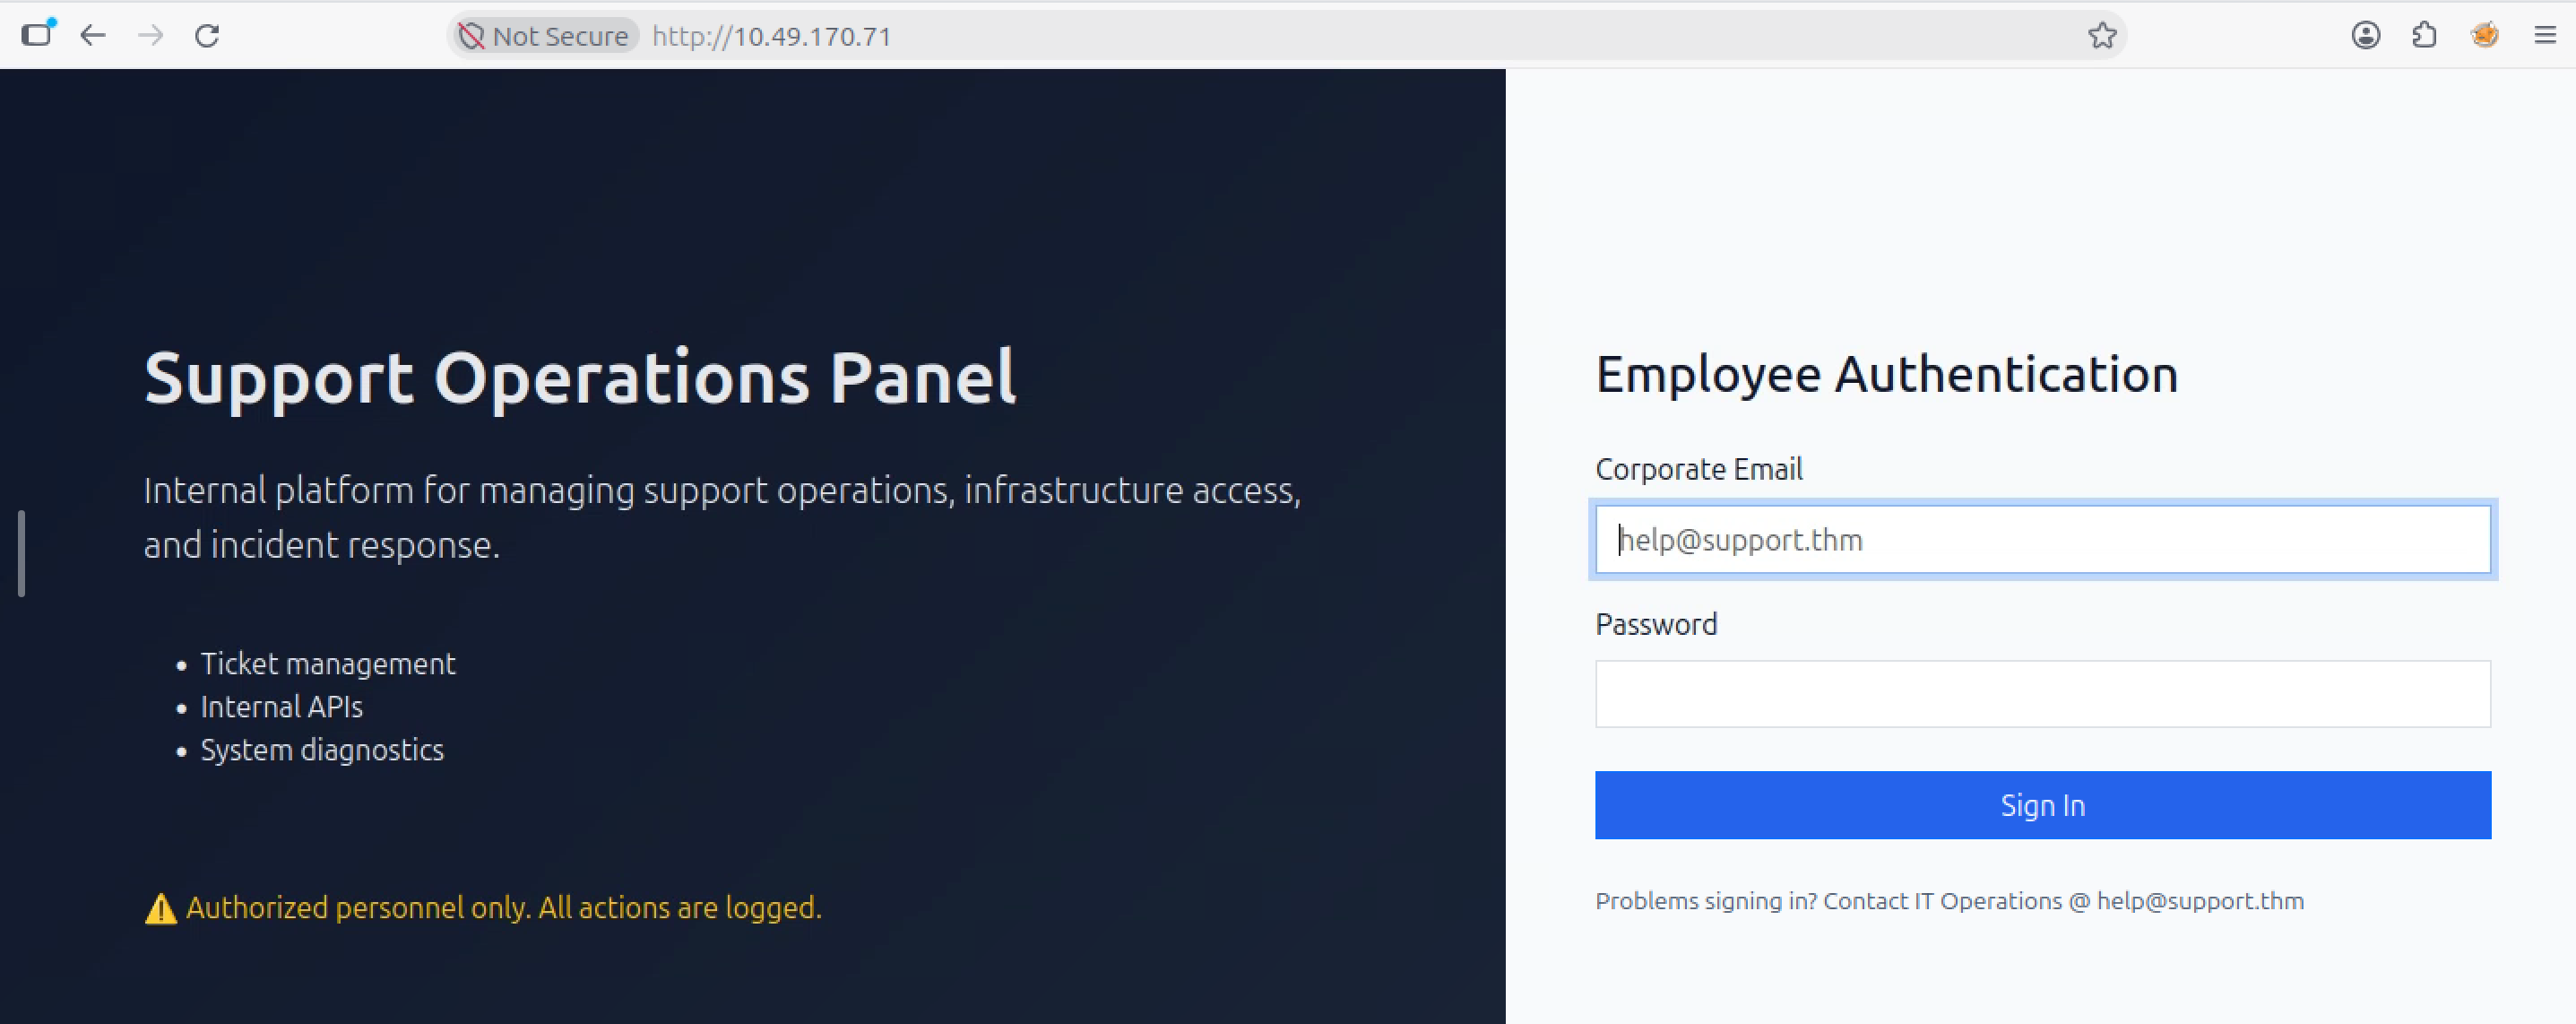 Not Secure http://10.49.170.71
Support Operations Panel
Internal platform for managing support operations, infrastructure access,
and incident response.
• Ticket management
• Internal APIs
• System diagnostics
⚠ Authorized personnel only. All actions are logged.
Employee Authentication
Corporate Email
help@support.thm
Password
Sign In
Problems signing in? Contact IT Operations @ help@support.thm